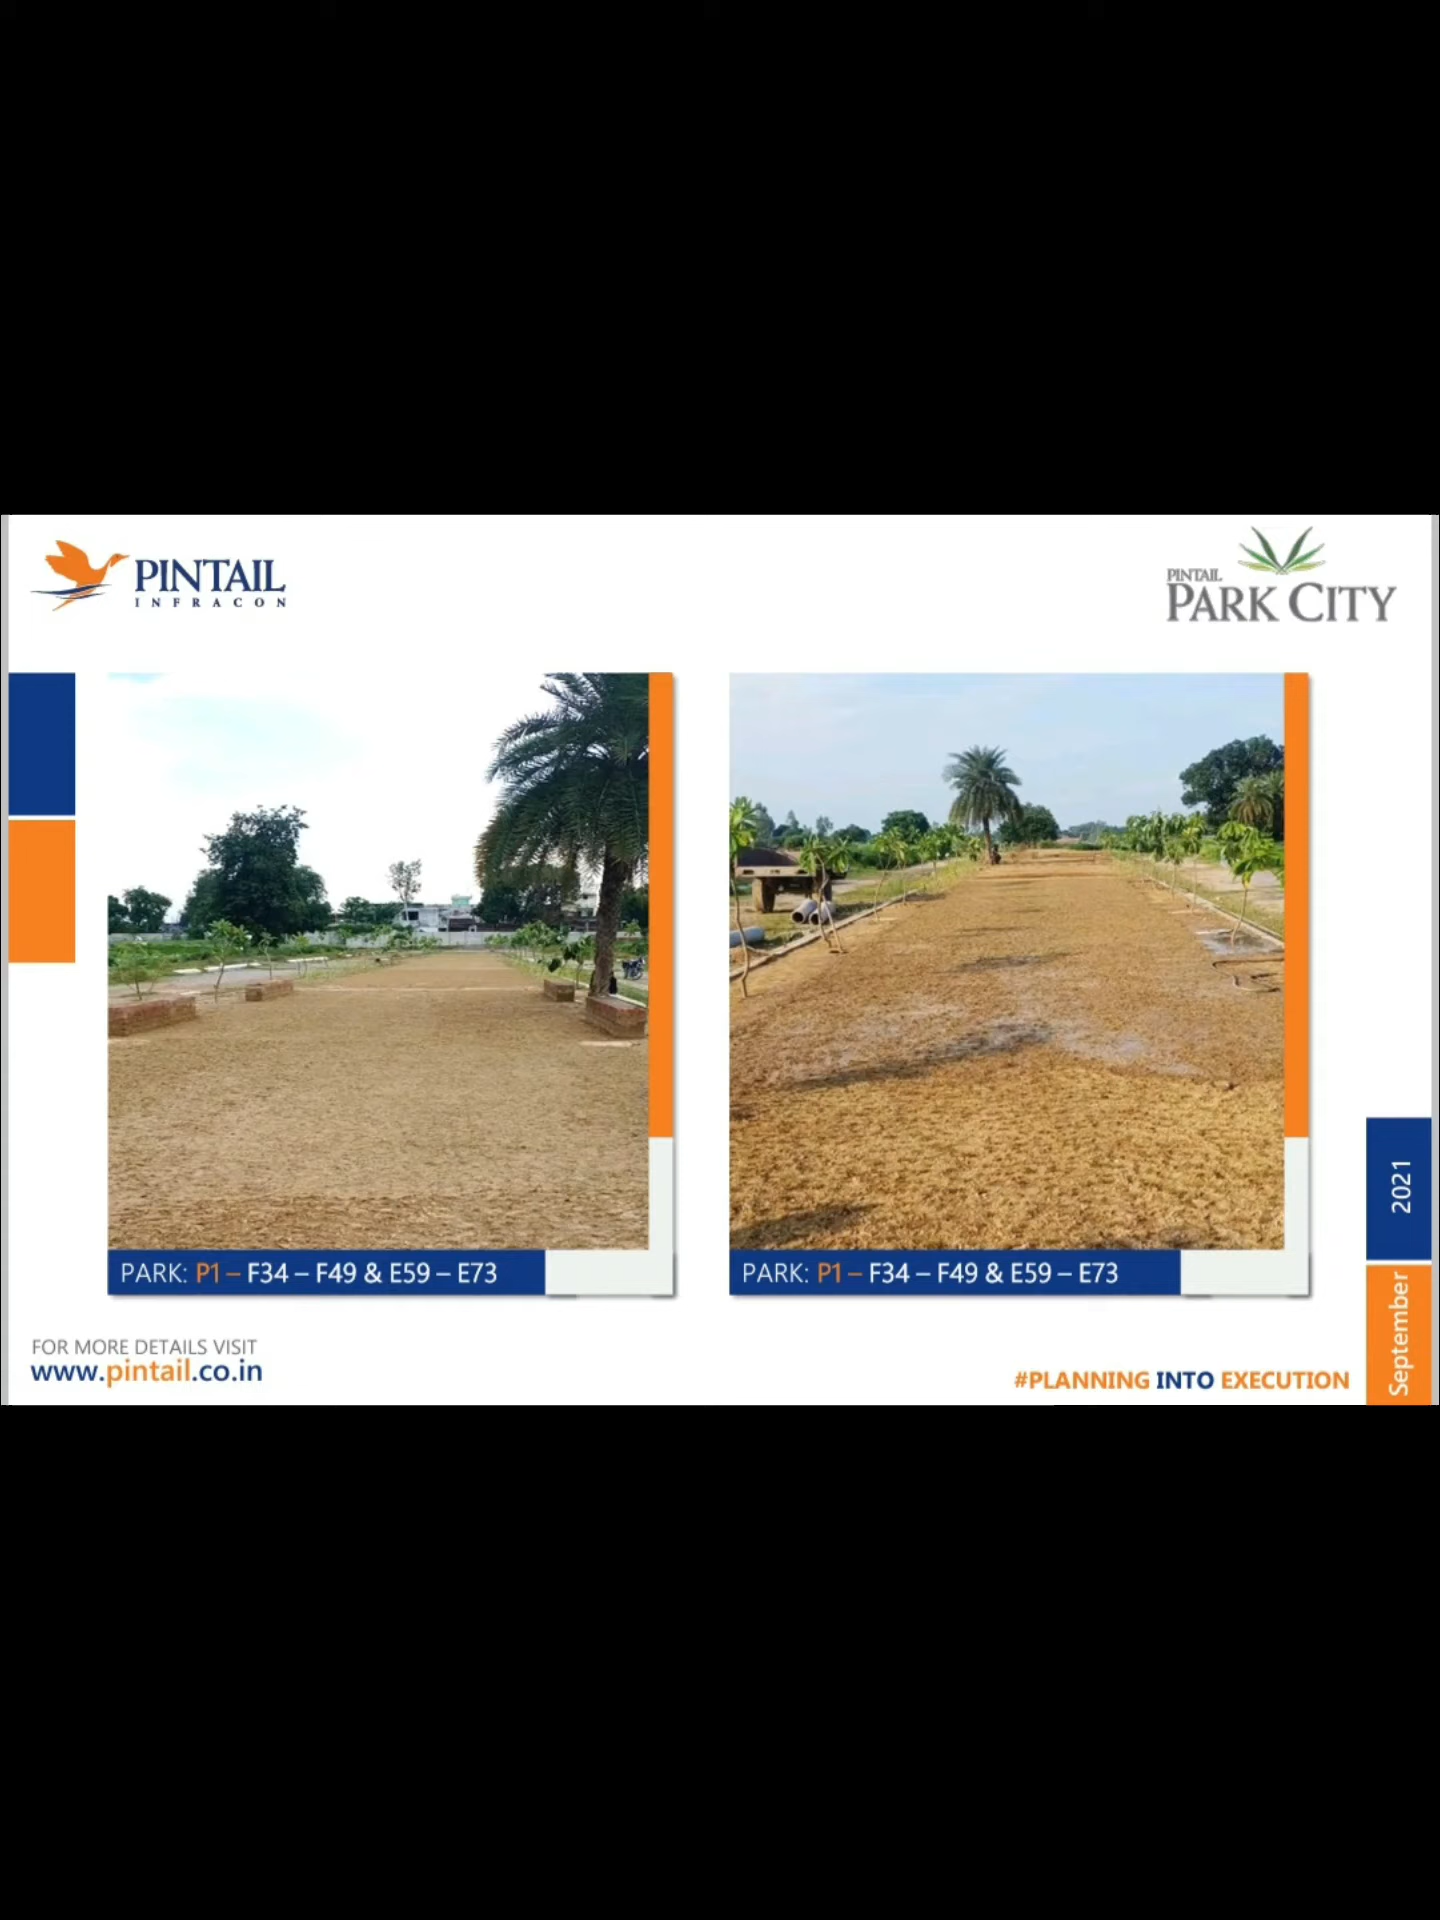 PINTAIL
INFRACON
PINTAIL
PARK CITY
PARK: P1 – F34 – F49 & E59 – E73
PARK: P1 – F34 – F49 & E59 – E73
2021
September
FOR MORE DETAILS VISIT
www.pintail.co.in
#PLANNING INTO EXECUTION